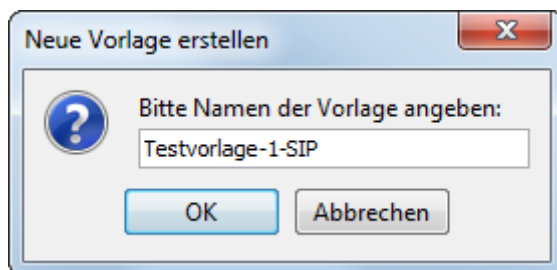 Neue Vorlage erstellen
Bitte Namen der Vorlage angeben:
Testvorlage-1-SIP
OK Abbrechen